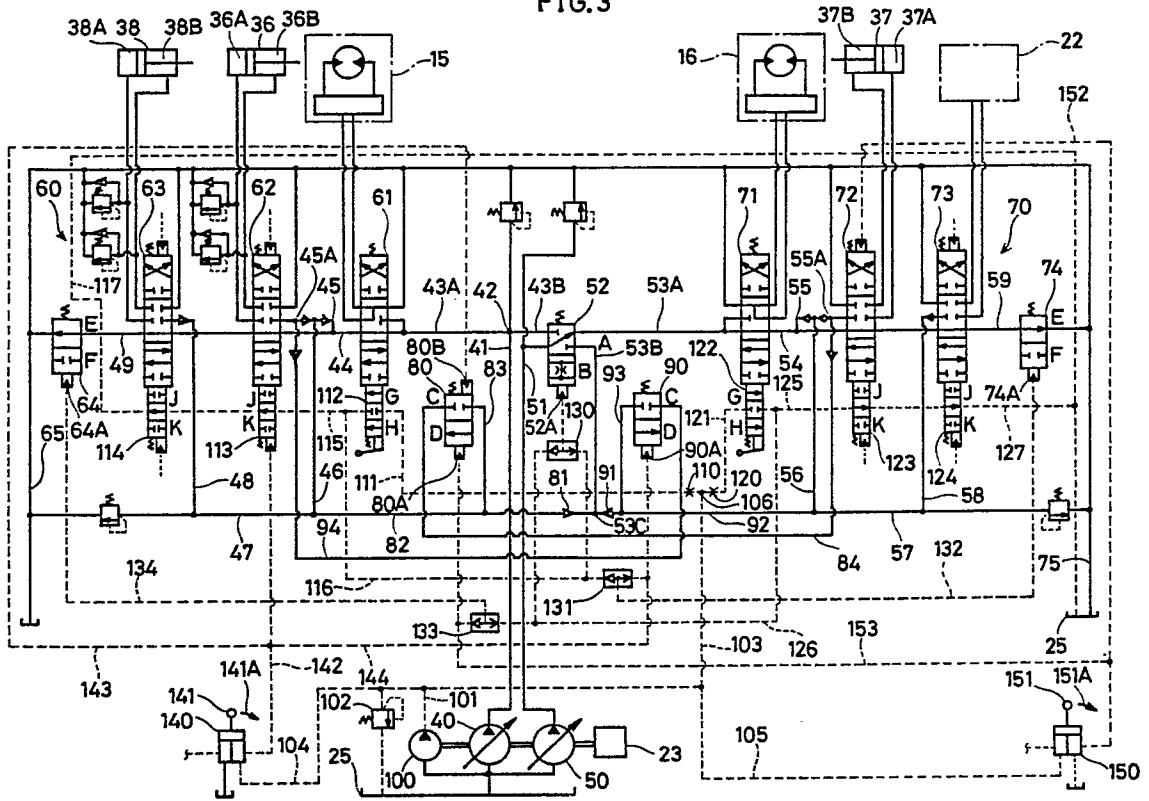 FIG.3
38A 38 38B 36A 36 36B 15 16 37B 37 37A 22
152
60 63 62 61 71 72 73 70
117 45A 45 43A 42 43B 52 53A 55 55A 59 74
E E
F F
49 44 41 80B 80 83 A 53B B 122 54 125
C D 51 130 93 90 C D
64 64A J K J K 112 G H 52A G H J K J K 74A
65 114 113 115 121 123 124 127
48 46 111 80A 81 91 90A 110 120 106 56 58
47 94 82 53C 92 84 57
134 116 131 132 75
133 126 25
143 142 144 103 153
141 141A 102 101 40 151 151A
140 104 23 105
100 50 150
25